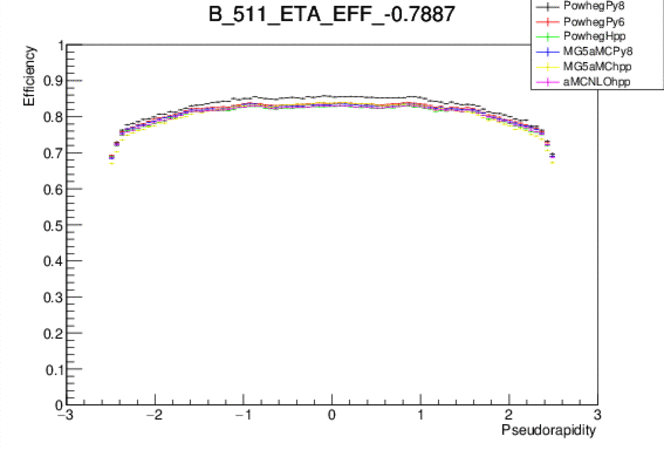 B_511_ETA_EFF_-0.7887
PowhegPy8
PowhegPy6
PowhegHpp
MG5aMCPy8
MG5aMChpp
aMCNLOhpp
Efficiency
1
0.9
0.8
0.7
0.6
0.5
0.4
0.3
0.2
0.1
0
−3 −2 −1 0 1 2 3
Pseudorapidity